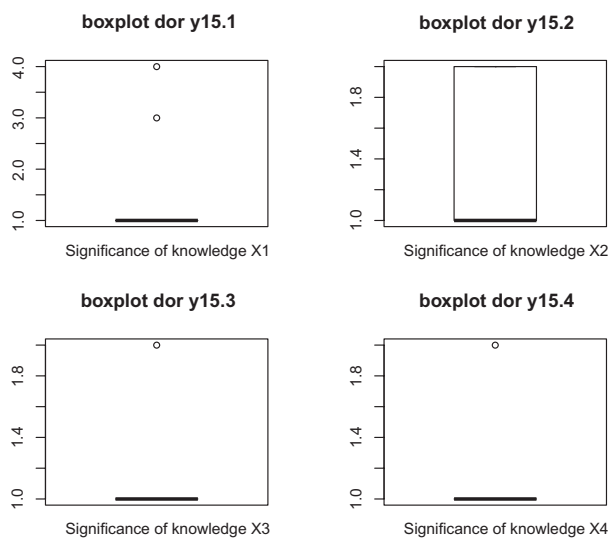 boxplot dor y15.1
4.0
3.0
2.0
1.0
Significance of knowledge X1
boxplot dor y15.2
1.8
1.4
1.0
Significance of knowledge X2
boxplot dor y15.3
1.8
1.4
1.0
Significance of knowledge X3
boxplot dor y15.4
1.8
1.4
1.0
Significance of knowledge X4